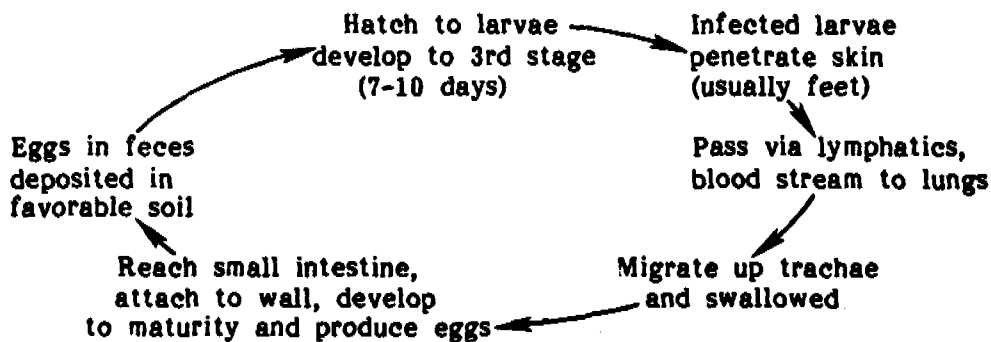 Hatch to larvae
develop to 3rd stage
(7-10 days)
Infected larvae
penetrate skin
(usually feet)
Pass via lymphatics,
blood stream to lungs
Migrate up trachae
and swallowed
Reach small intestine,
attach to wall, develop
to maturity and produce eggs
Eggs in feces
deposited in
favorable soil